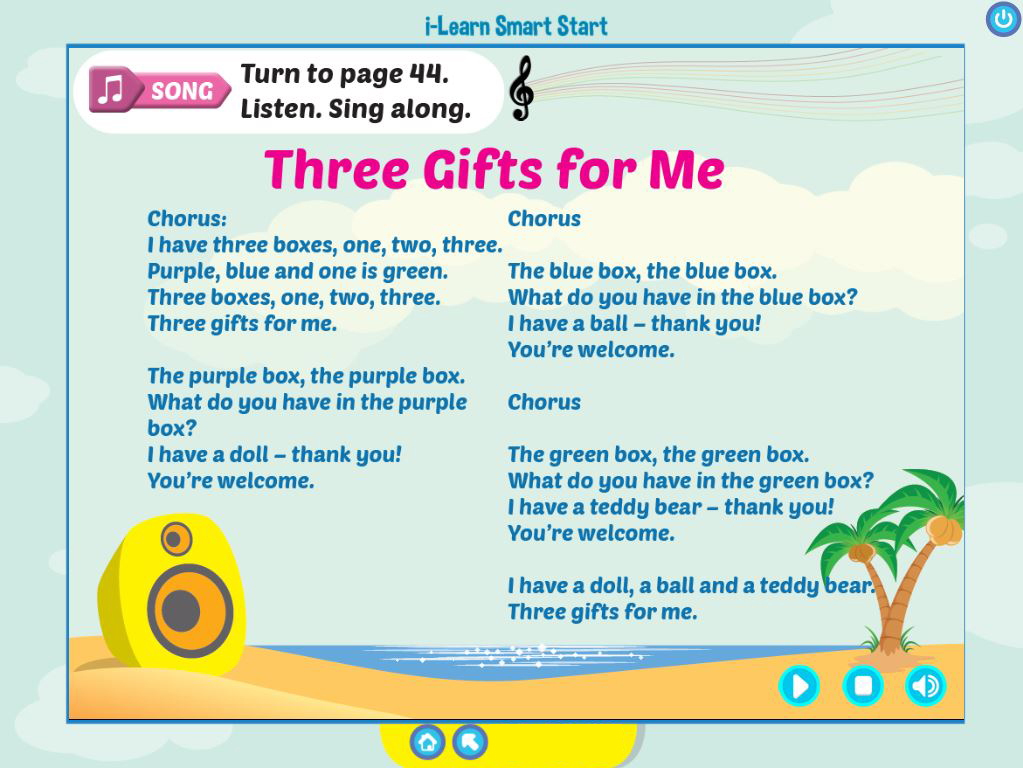 i-Learn Smart Start
SONG
Turn to page 44.
Listen. Sing along.
Three Gifts for Me
Chorus:
I have three boxes, one, two, three.
Purple, blue and one is green.
Three boxes, one, two, three.
Three gifts for me.
The purple box, the purple box.
What do you have in the purple
box?
I have a doll – thank you!
You're welcome.
Chorus
The blue box, the blue box.
What do you have in the blue box?
I have a ball – thank you!
You're welcome.
Chorus
The green box, the green box.
What do you have in the green box?
I have a teddy bear – thank you!
You're welcome.
I have a doll, a ball and a teddy bear.
Three gifts for me.